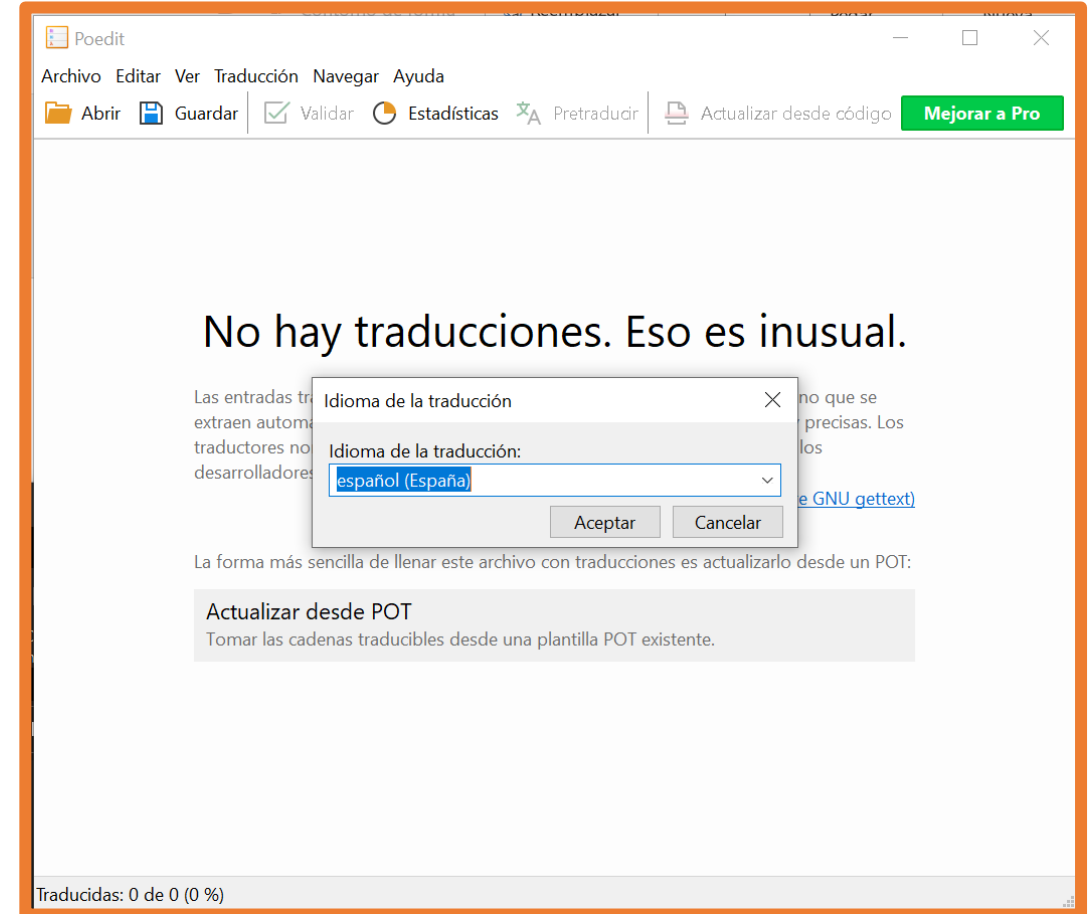 Poedit
Archivo Editar Ver Traducción Navegar Ayuda
Abrir Guardar Validar Estadísticas Pretraducir Actualizar desde código Mejorar a Pro
No hay traducciones. Eso es inusual.
Las entradas no que se
extraen precisas. Los
traductores los
Idioma de la traducción
Idioma de la traducción:
español (España)
GNU gettext)
Aceptar Cancelar
La forma más sencilla de llenar este archivo con traducciones es actualizarlo desde un POT:
Actualizar desde POT
Tomar las cadenas traducibles desde una plantilla POT existente.
Traducidas: 0 de 0 (0 %)